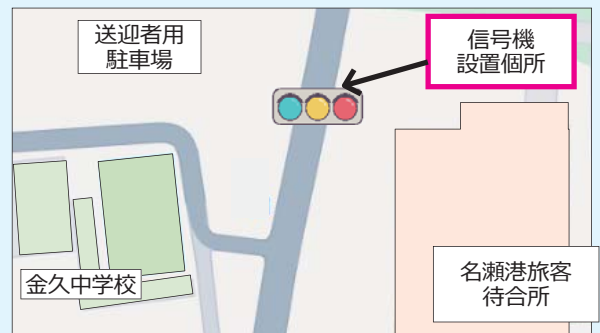 送迎者用
駐車場
信号機
設置個所
金久中学校
名瀬港旅客
待合所